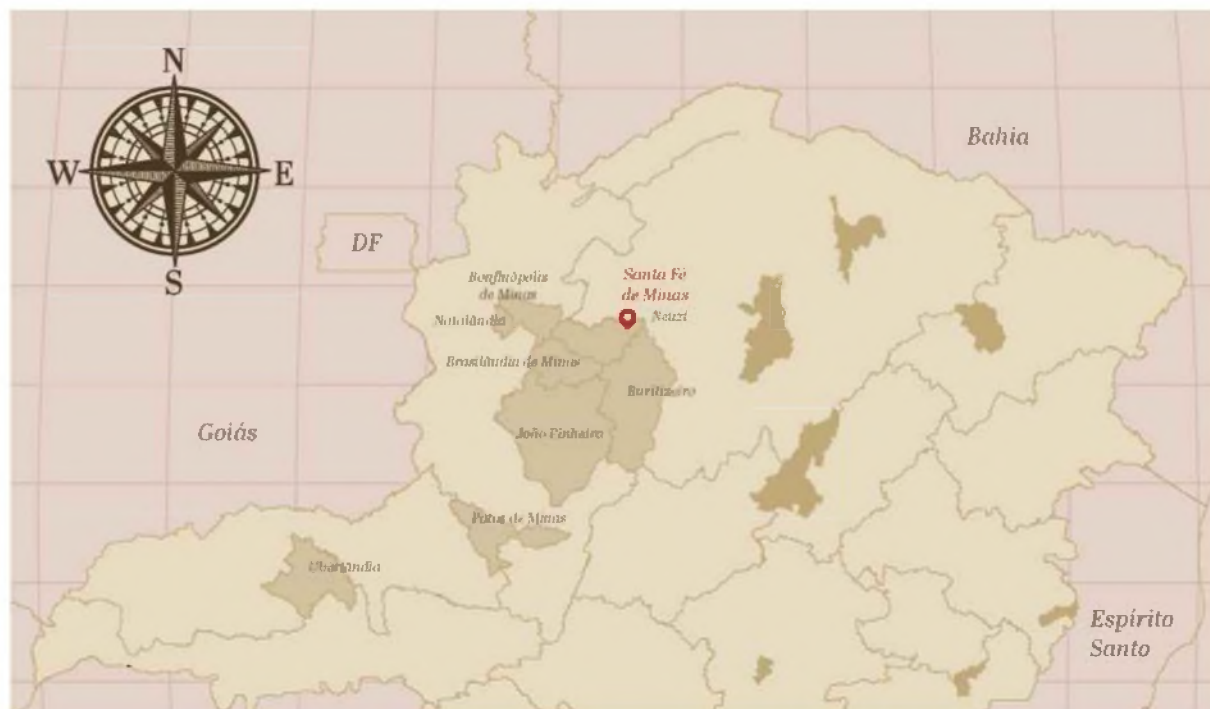 N
Bahia
W
E
DF
S
Bonfinópolis
de Minas
Santa Fé
de Minas
Natalândia
Brasilândia de Minas
Buritizeiro
Goiás
João Pinheiro
Patos de Minas
Uberlândia
Espírito
Santo